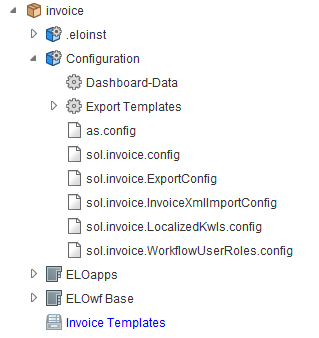 invoice
.eloinst
Configuration
Dashboard-Data
Export Templates
as.config
sol.invoice.config
sol.invoice.ExportConfig
sol.invoice.InvoiceXmlImportConfig
sol.invoice.LocalizedKwls.config
sol.invoice.WorkflowUserRoles.config
ELOapps
ELOwf Base
Invoice Templates